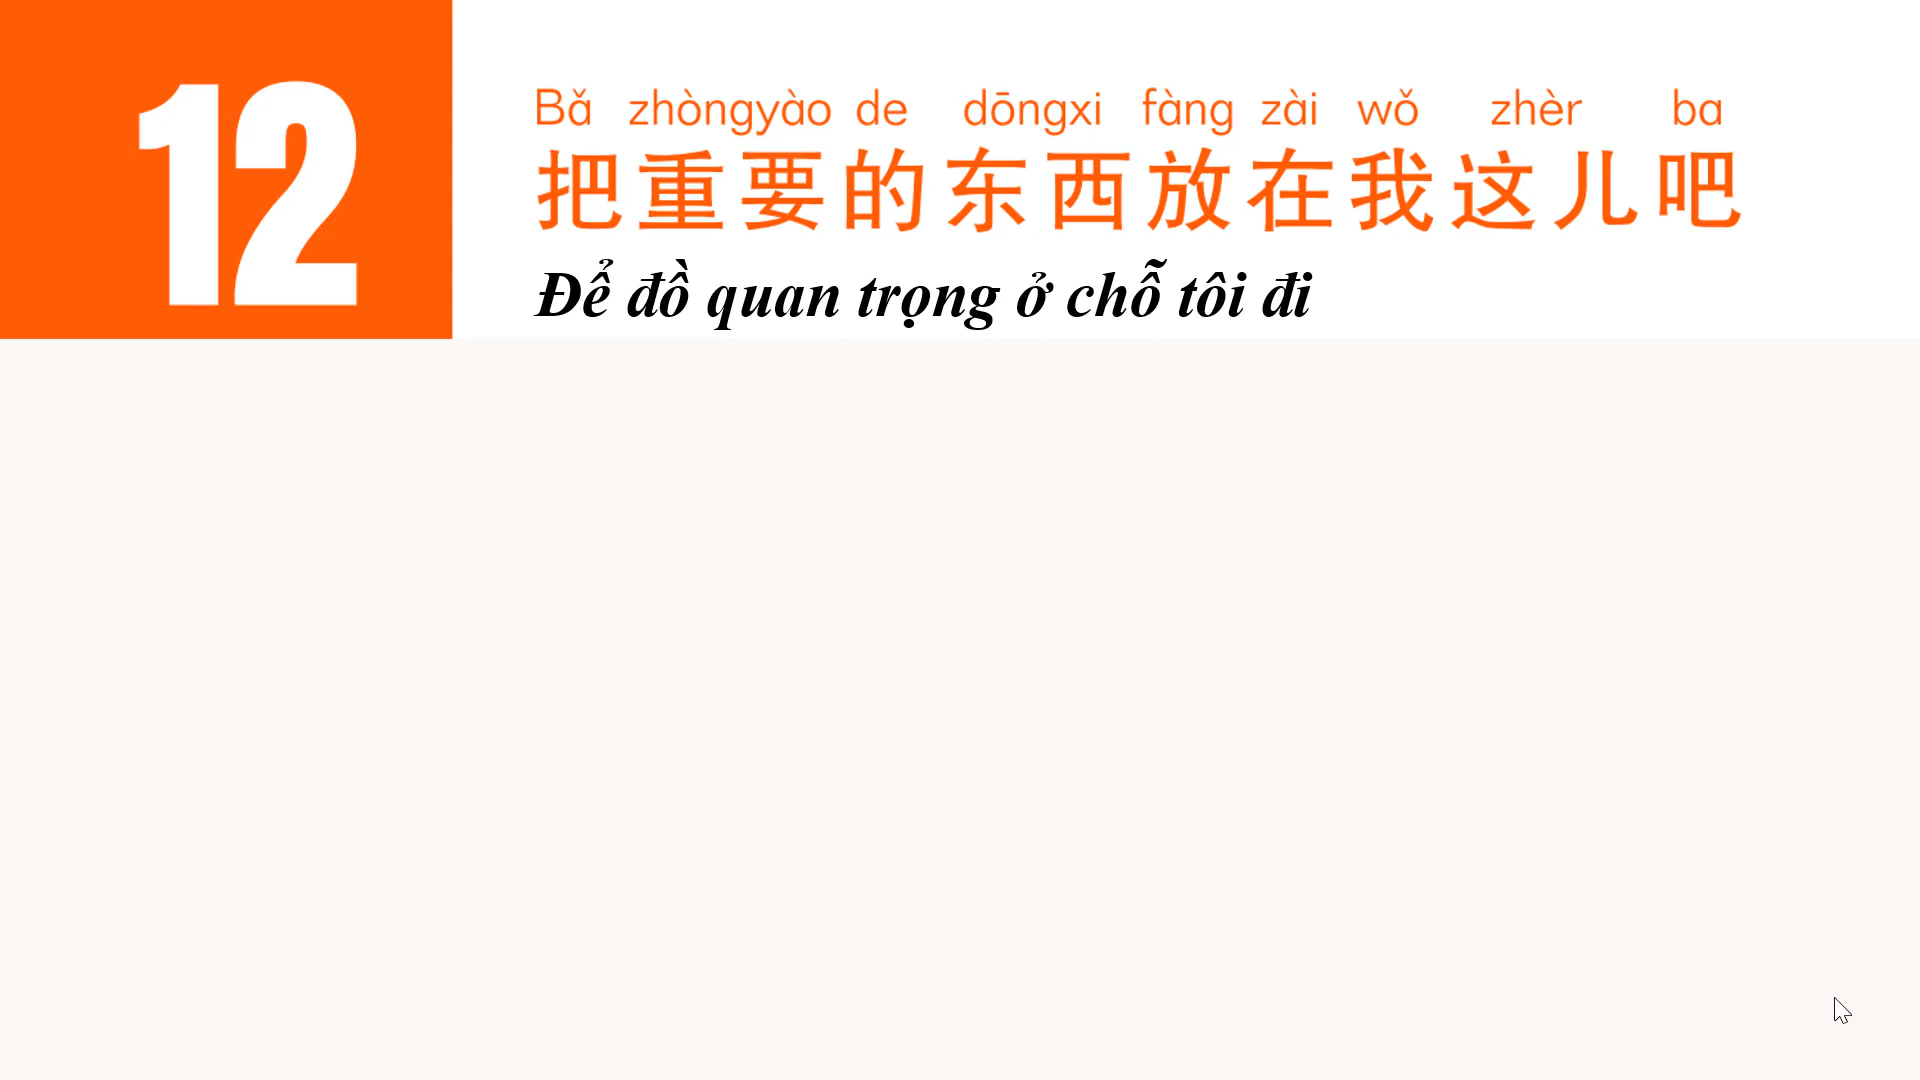 12
Bǎ zhòngyào de dōngxi fàng zài wǒ zhèr ba
把重要的东西放在我这儿吧
Để đồ quan trọng ở chỗ tôi đi